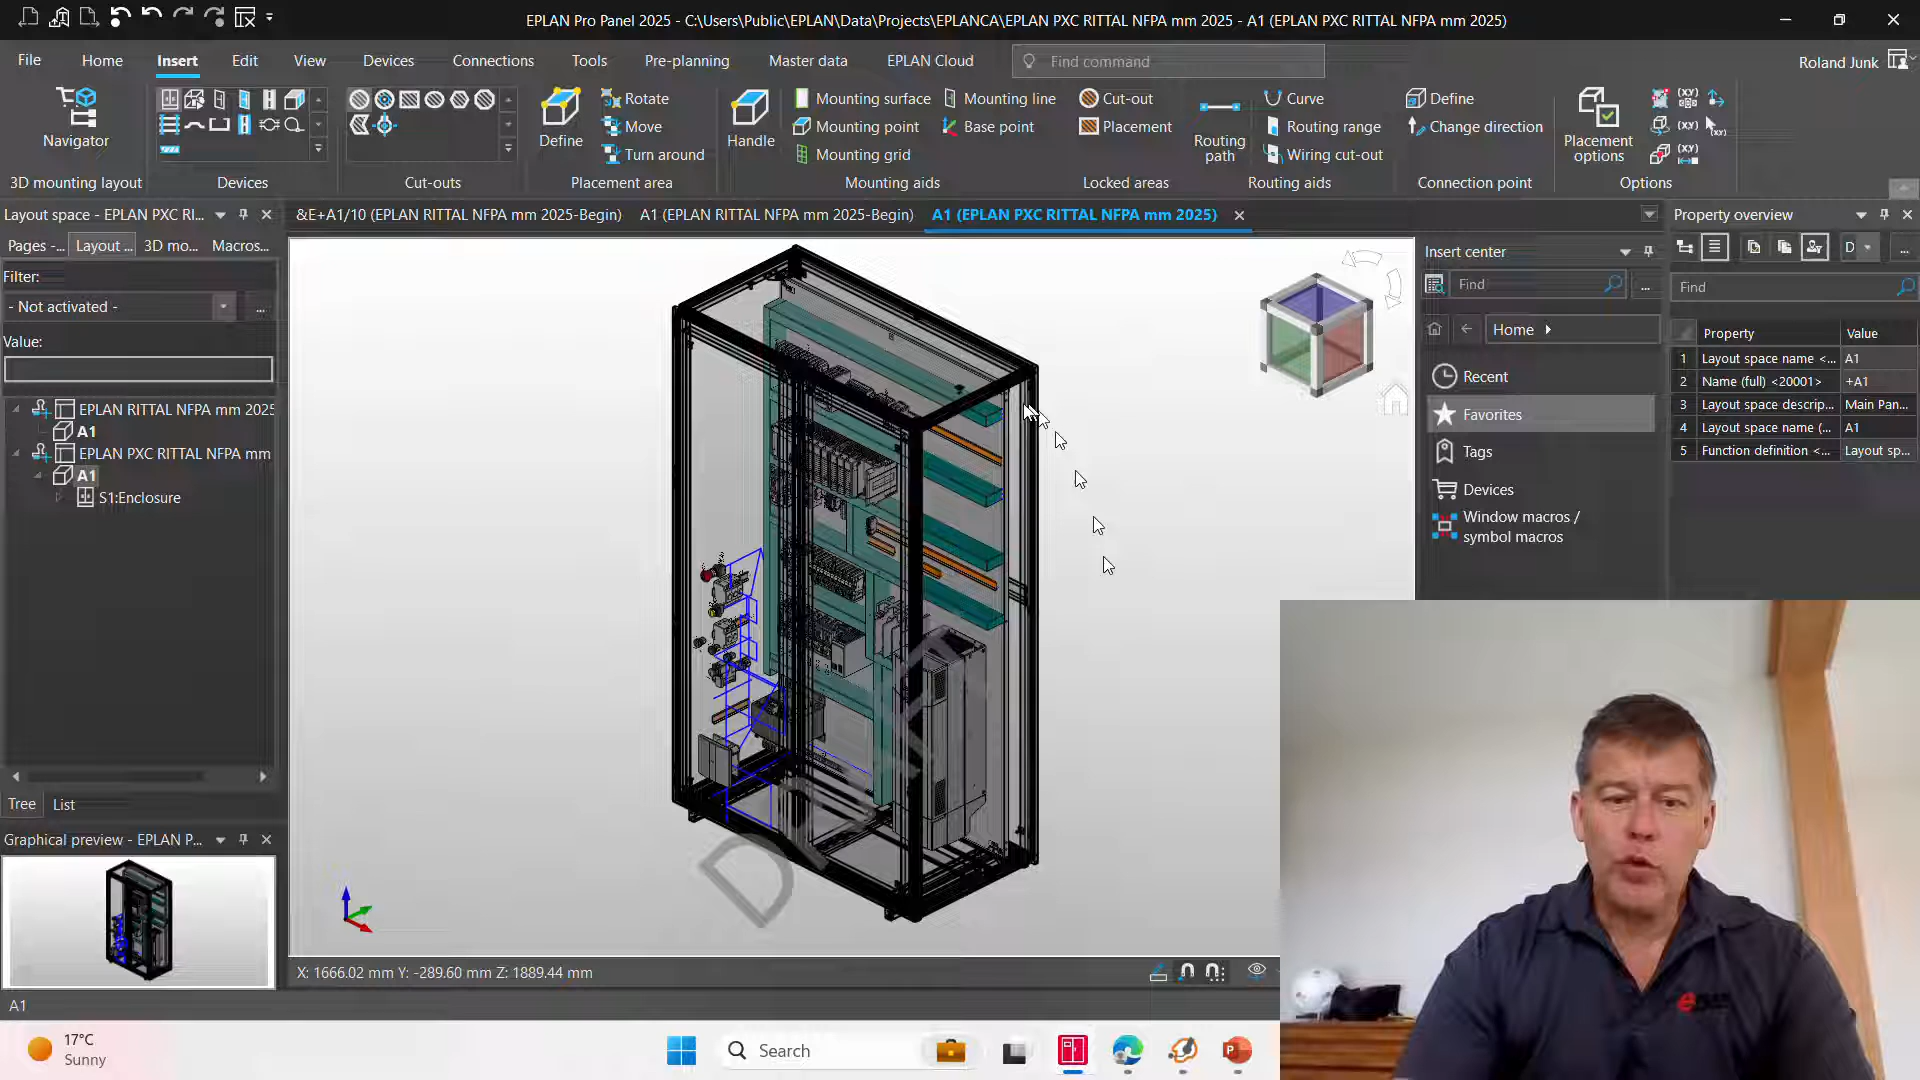 EPLAN Pro Panel 2025 - C:\Users\Public\EPLAN\Data\Projects\EPLANCA\EPLAN PXC RITTAL NFPA mm 2025 - A1 (EPLAN PXC RITTAL NFPA mm 2025)
File Home Insert Edit View Devices Connections Tools Pre-planning Master data EPLAN Cloud Find command Roland Junk
Navigator
3D mounting layout
Devices
Cut-outs
Define
Rotate
Move
Turn around
Placement area
Handle
Mounting surface
Mounting line
Mounting point
Base point
Mounting grid
Mounting aids
Cut-out
Placement
Locked areas
Routing path
Curve
Routing range
Wiring cut-out
Routing aids
Define
Change direction
Connection point
Placement options
Options
Layout space - EPLAN PXC RI...
&E+A1/10 (EPLAN RITTAL NFPA mm 2025-Begin)
A1 (EPLAN RITTAL NFPA mm 2025-Begin)
A1 (EPLAN PXC RITTAL NFPA mm 2025)
Pages -... Layout ... 3D mo... Macros...
Filter:
- Not activated -
...
Value:
EPLAN RITTAL NFPA mm 2025
A1
EPLAN PXC RITTAL NFPA mm
A1
S1:Enclosure
Tree List
Graphical preview - EPLAN P...
A1
X: 1666.02 mm Y: -289.60 mm Z: 1889.44 mm
Insert center
Find
...
Home
Recent
Favorites
Tags
Devices
Window macros /
symbol macros
Property overview
D
...
Find
Property Value
1 Layout space name <... A1
2 Name (full) <20001> +A1
3 Layout space descrip... Main Pan...
4 Layout space name (... A1
5 Function definition <... Layout sp...
17°C
Sunny
Search